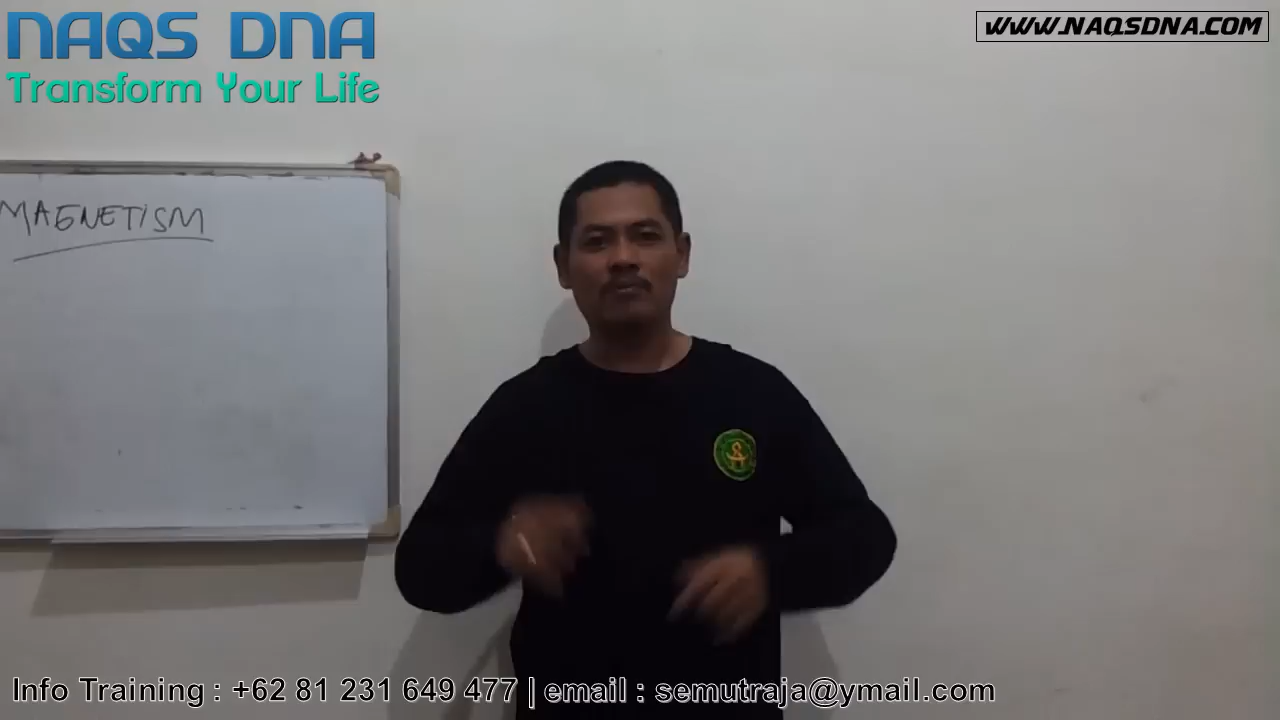 NAQS DNA
Transform Your Life
WWW.NAQSDNA.COM
MAGNETISM
Info Training : +62 81 231 649 477 | email : semutraja@ymail.com